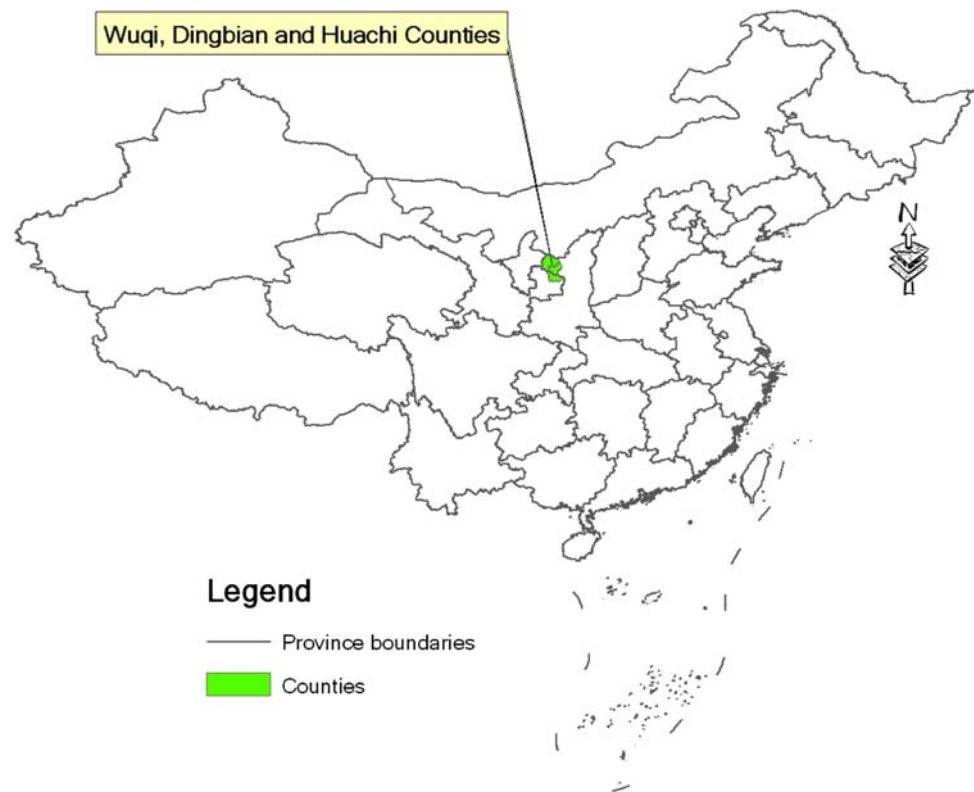 Wuqi, Dingbian and Huachi Counties
N
Legend
Province boundaries
Counties